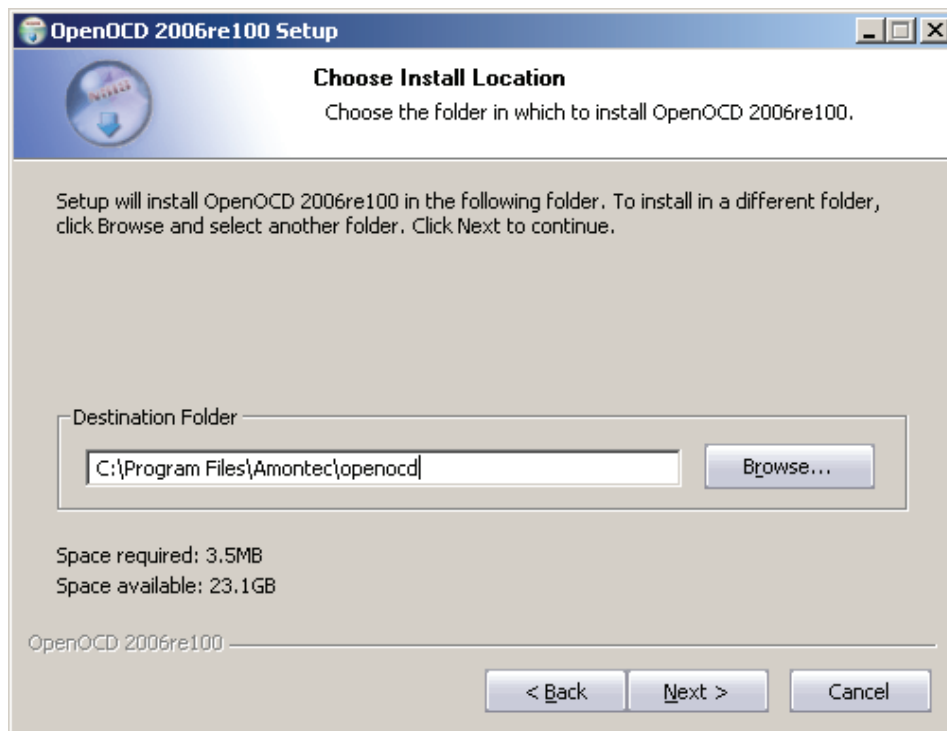 OpenOCD 2006re100 Setup
Choose Install Location
Choose the folder in which to install OpenOCD 2006re100.
Setup will install OpenOCD 2006re100 in the following folder. To install in a different folder,
click Browse and select another folder. Click Next to continue.
Destination Folder
C:\Program Files\Amontec\openocd
Browse...
Space required: 3.5MB
Space available: 23.1GB
OpenOCD 2006re100
< Back
Next >
Cancel